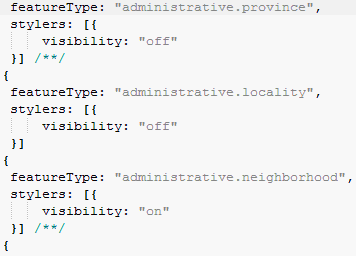 featureType: "administrative.province",
stylers: [{
visibility: "off"
}] /**/
{
featureType: "administrative.locality",
stylers: [{
visibility: "off"
}]
{
featureType: "administrative.neighborhood",
stylers: [{
visibility: "on"
}] /**/
{